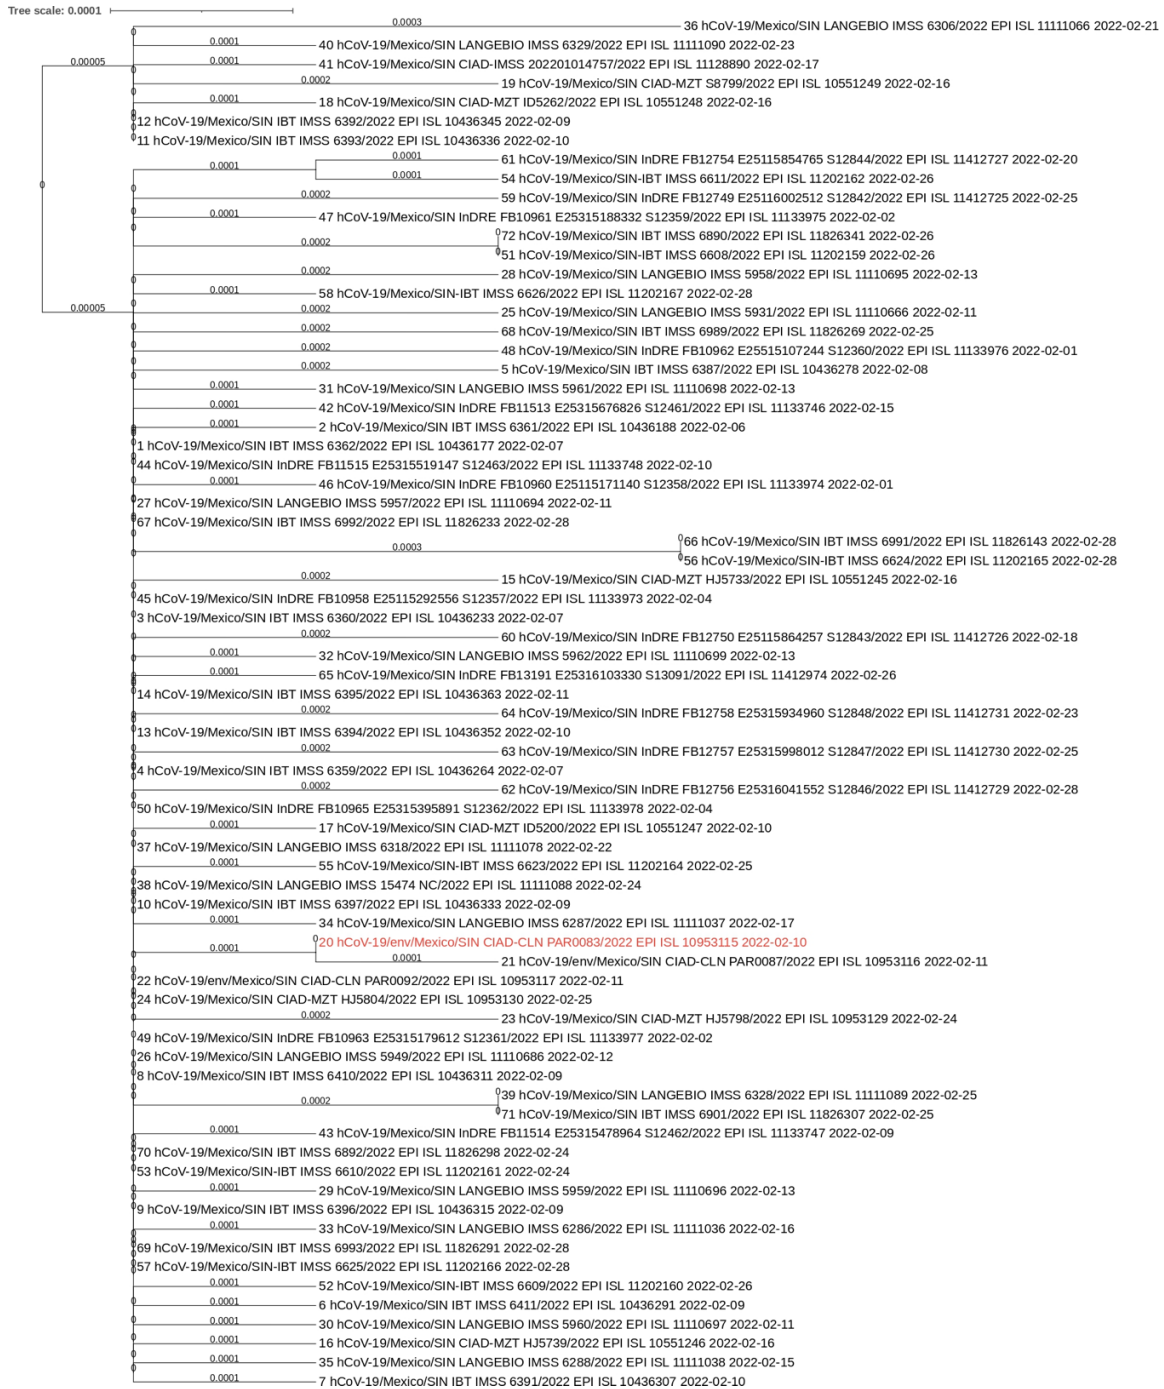 Tree scale: 0.0001
0.0003
36 hCoV-19/Mexico/SIN LANGEBIO IMSS 6306/2022 EPI ISL 11111066 2022-02-21
0.0001
40 hCoV-19/Mexico/SIN LANGEBIO IMSS 6329/2022 EPI ISL 11111090 2022-02-23
0.00005
0.0001
41 hCoV-19/Mexico/SIN CIAD-IMSS 202201014757/2022 EPI ISL 11128890 2022-02-17
0.0002
19 hCoV-19/Mexico/SIN CIAD-MZT S8799/2022 EPI ISL 10551249 2022-02-16
0.0001
18 hCoV-19/Mexico/SIN CIAD-MZT ID5262/2022 EPI ISL 10551248 2022-02-16
12 hCoV-19/Mexico/SIN IBT IMSS 6392/2022 EPI ISL 10436345 2022-02-09
11 hCoV-19/Mexico/SIN IBT IMSS 6393/2022 EPI ISL 10436336 2022-02-10
0.0001
0.0001
61 hCoV-19/Mexico/SIN InDRE FB12754 E25115854765 S12844/2022 EPI ISL 11412727 2022-02-20
0.0001
54 hCoV-19/Mexico/SIN-IBT IMSS 6611/2022 EPI ISL 11202162 2022-02-26
0
0.0002
59 hCoV-19/Mexico/SIN InDRE FB12749 E25116002512 S12842/2022 EPI ISL 11412725 2022-02-25
0.0001
47 hCoV-19/Mexico/SIN InDRE FB10961 E25315188332 S12359/2022 EPI ISL 11133975 2022-02-02
0.0002
72 hCoV-19/Mexico/SIN IBT IMSS 6890/2022 EPI ISL 11826341 2022-02-26
51 hCoV-19/Mexico/SIN-IBT IMSS 6608/2022 EPI ISL 11202159 2022-02-26
0.0002
28 hCoV-19/Mexico/SIN LANGEBIO IMSS 5958/2022 EPI ISL 11110695 2022-02-13
0.0001
58 hCoV-19/Mexico/SIN-IBT IMSS 6626/2022 EPI ISL 11202167 2022-02-28
0.00005
0.0002
25 hCoV-19/Mexico/SIN LANGEBIO IMSS 5931/2022 EPI ISL 11110666 2022-02-11
0.0002
68 hCoV-19/Mexico/SIN IBT IMSS 6989/2022 EPI ISL 11826269 2022-02-25
0.0002
48 hCoV-19/Mexico/SIN InDRE FB10962 E25515107244 S12360/2022 EPI ISL 11133976 2022-02-01
0.0002
5 hCoV-19/Mexico/SIN IBT IMSS 6387/2022 EPI ISL 10436278 2022-02-08
0.0001
31 hCoV-19/Mexico/SIN LANGEBIO IMSS 5961/2022 EPI ISL 11110698 2022-02-13
0.0001
42 hCoV-19/Mexico/SIN InDRE FB11513 E25315676826 S12461/2022 EPI ISL 11133746 2022-02-15
0.0001
2 hCoV-19/Mexico/SIN IBT IMSS 6361/2022 EPI ISL 10436188 2022-02-06
1 hCoV-19/Mexico/SIN IBT IMSS 6362/2022 EPI ISL 10436177 2022-02-07
44 hCoV-19/Mexico/SIN InDRE FB11515 E25315519147 S12463/2022 EPI ISL 11133748 2022-02-10
0.0001
46 hCoV-19/Mexico/SIN InDRE FB10960 E25115171140 S12358/2022 EPI ISL 11133974 2022-02-01
27 hCoV-19/Mexico/SIN LANGEBIO IMSS 5957/2022 EPI ISL 11110694 2022-02-11
67 hCoV-19/Mexico/SIN IBT IMSS 6992/2022 EPI ISL 11826233 2022-02-28
0.0003
66 hCoV-19/Mexico/SIN IBT IMSS 6991/2022 EPI ISL 11826143 2022-02-28
56 hCoV-19/Mexico/SIN-IBT IMSS 6624/2022 EPI ISL 11202165 2022-02-28
0.0002
15 hCoV-19/Mexico/SIN CIAD-MZT HJ5733/2022 EPI ISL 10551245 2022-02-16
45 hCoV-19/Mexico/SIN InDRE FB10958 E25115292556 S12357/2022 EPI ISL 11133973 2022-02-04
3 hCoV-19/Mexico/SIN IBT IMSS 6360/2022 EPI ISL 10436233 2022-02-07
0.0002
60 hCoV-19/Mexico/SIN InDRE FB12750 E25115864257 S12843/2022 EPI ISL 11412726 2022-02-18
0.0001
32 hCoV-19/Mexico/SIN LANGEBIO IMSS 5962/2022 EPI ISL 11110699 2022-02-13
0.0001
65 hCoV-19/Mexico/SIN InDRE FB13191 E25316103330 S13091/2022 EPI ISL 11412974 2022-02-26
14 hCoV-19/Mexico/SIN IBT IMSS 6395/2022 EPI ISL 10436363 2022-02-11
0.0002
64 hCoV-19/Mexico/SIN InDRE FB12758 E25315934960 S12848/2022 EPI ISL 11412731 2022-02-23
13 hCoV-19/Mexico/SIN IBT IMSS 6394/2022 EPI ISL 10436352 2022-02-10
0.0002
63 hCoV-19/Mexico/SIN InDRE FB12757 E25315998012 S12847/2022 EPI ISL 11412730 2022-02-25
4 hCoV-19/Mexico/SIN IBT IMSS 6359/2022 EPI ISL 10436264 2022-02-07
0.0002
62 hCoV-19/Mexico/SIN InDRE FB12756 E25316041552 S12846/2022 EPI ISL 11412729 2022-02-28
50 hCoV-19/Mexico/SIN InDRE FB10965 E25315395891 S12362/2022 EPI ISL 11133978 2022-02-04
0.0001
17 hCoV-19/Mexico/SIN CIAD-MZT ID5200/2022 EPI ISL 10551247 2022-02-10
37 hCoV-19/Mexico/SIN LANGEBIO IMSS 6318/2022 EPI ISL 11111078 2022-02-22
0.0001
55 hCoV-19/Mexico/SIN-IBT IMSS 6623/2022 EPI ISL 11202164 2022-02-25
38 hCoV-19/Mexico/SIN LANGEBIO IMSS 15474 NC/2022 EPI ISL 11111088 2022-02-24
10 hCoV-19/Mexico/SIN IBT IMSS 6397/2022 EPI ISL 10436333 2022-02-09
0.0001
34 hCoV-19/Mexico/SIN LANGEBIO IMSS 6287/2022 EPI ISL 11111037 2022-02-17
0.0001
20 hCoV-19/env/Mexico/SIN CIAD-CLN PAR0083/2022 EPI ISL 10953115 2022-02-10
0.0001
21 hCoV-19/env/Mexico/SIN CIAD-CLN PAR0087/2022 EPI ISL 10953116 2022-02-11
22 hCoV-19/env/Mexico/SIN CIAD-CLN PAR0092/2022 EPI ISL 10953117 2022-02-11
24 hCoV-19/Mexico/SIN CIAD-MZT HJ5804/2022 EPI ISL 10953130 2022-02-25
0.0002
23 hCoV-19/Mexico/SIN CIAD-MZT HJ5798/2022 EPI ISL 10953129 2022-02-24
49 hCoV-19/Mexico/SIN InDRE FB10963 E25315179612 S12361/2022 EPI ISL 11133977 2022-02-02
26 hCoV-19/Mexico/SIN LANGEBIO IMSS 5949/2022 EPI ISL 11110686 2022-02-12
8 hCoV-19/Mexico/SIN IBT IMSS 6410/2022 EPI ISL 10436311 2022-02-09
0.0002
39 hCoV-19/Mexico/SIN LANGEBIO IMSS 6328/2022 EPI ISL 11111089 2022-02-25
71 hCoV-19/Mexico/SIN IBT IMSS 6901/2022 EPI ISL 11826307 2022-02-25
0.0001
43 hCoV-19/Mexico/SIN InDRE FB11514 E25315478964 S12462/2022 EPI ISL 11133747 2022-02-09
70 hCoV-19/Mexico/SIN IBT IMSS 6892/2022 EPI ISL 11826298 2022-02-24
53 hCoV-19/Mexico/SIN-IBT IMSS 6610/2022 EPI ISL 11202161 2022-02-24
0.0001
29 hCoV-19/Mexico/SIN LANGEBIO IMSS 5959/2022 EPI ISL 11110696 2022-02-13
9 hCoV-19/Mexico/SIN IBT IMSS 6396/2022 EPI ISL 10436315 2022-02-09
0.0001
33 hCoV-19/Mexico/SIN LANGEBIO IMSS 6286/2022 EPI ISL 11111036 2022-02-16
69 hCoV-19/Mexico/SIN IBT IMSS 6993/2022 EPI ISL 11826291 2022-02-28
57 hCoV-19/Mexico/SIN-IBT IMSS 6625/2022 EPI ISL 11202166 2022-02-28
0.0001
52 hCoV-19/Mexico/SIN-IBT IMSS 6609/2022 EPI ISL 11202160 2022-02-26
0.0001
6 hCoV-19/Mexico/SIN IBT IMSS 6411/2022 EPI ISL 10436291 2022-02-09
0.0001
30 hCoV-19/Mexico/SIN LANGEBIO IMSS 5960/2022 EPI ISL 11110697 2022-02-11
0.0001
16 hCoV-19/Mexico/SIN CIAD-MZT HJ5739/2022 EPI ISL 10551246 2022-02-16
0.0001
35 hCoV-19/Mexico/SIN LANGEBIO IMSS 6288/2022 EPI ISL 11111038 2022-02-15
0.0001
7 hCoV-19/Mexico/SIN IBT IMSS 6391/2022 EPI ISL 10436307 2022-02-10